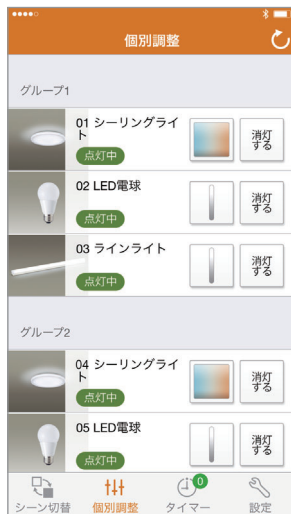 個別調整
グループ1
01 シーリングライ
ト
点灯中
消灯
する
02 LED電球
点灯中
消灯
する
03 ラインライト
点灯中
消灯
する
グループ2
04 シーリングライ
ト
点灯中
消灯
する
05 LED電球
点灯中
消灯
する
0
シーン切替 個別調整 タイマー 設定